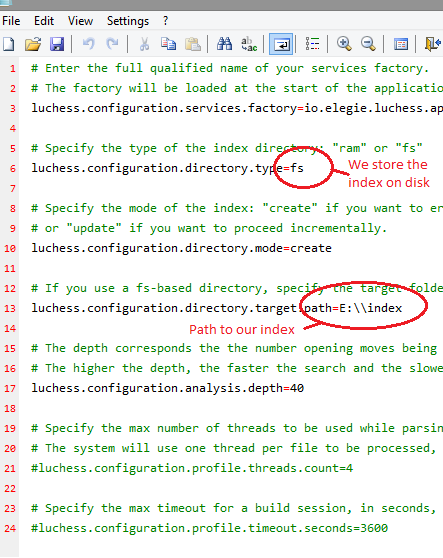 File Edit View Settings ?
1 # Enter the full qualified name of your services factory.
2 # The factory will be loaded at the start of the applicatio
3 luchess.configuration.services.factory=io.elegie.luchess.ap
4
5 # Specify the type of the index directory: "ram" or "fs"
6 luchess.configuration.directory.type=fs
We store the
index on disk
7
8 # Specify the mode of the index: "create" if you want to er
9 # or "update" if you want to proceed incrementally.
10 luchess.configuration.directory.mode=create
11
12 # If you use a fs-based directory, specify the target folde
13 luchess.configuration.directory.target.path=E:\\index
Path to our index
14
15 # The depth corresponds the the number opening moves being
16 # The higher the depth, the faster the search and the slowe
17 luchess.configuration.analysis.depth=40
18
19 # Specify the max number of threads to be used while parsin
20 # The system will use one thread per file to be processed,
21 #luchess.configuration.profile.threads.count=4
22
23 # Specify the max timeout for a build session, in seconds,
24 #luchess.configuration.profile.timeout.seconds=3600